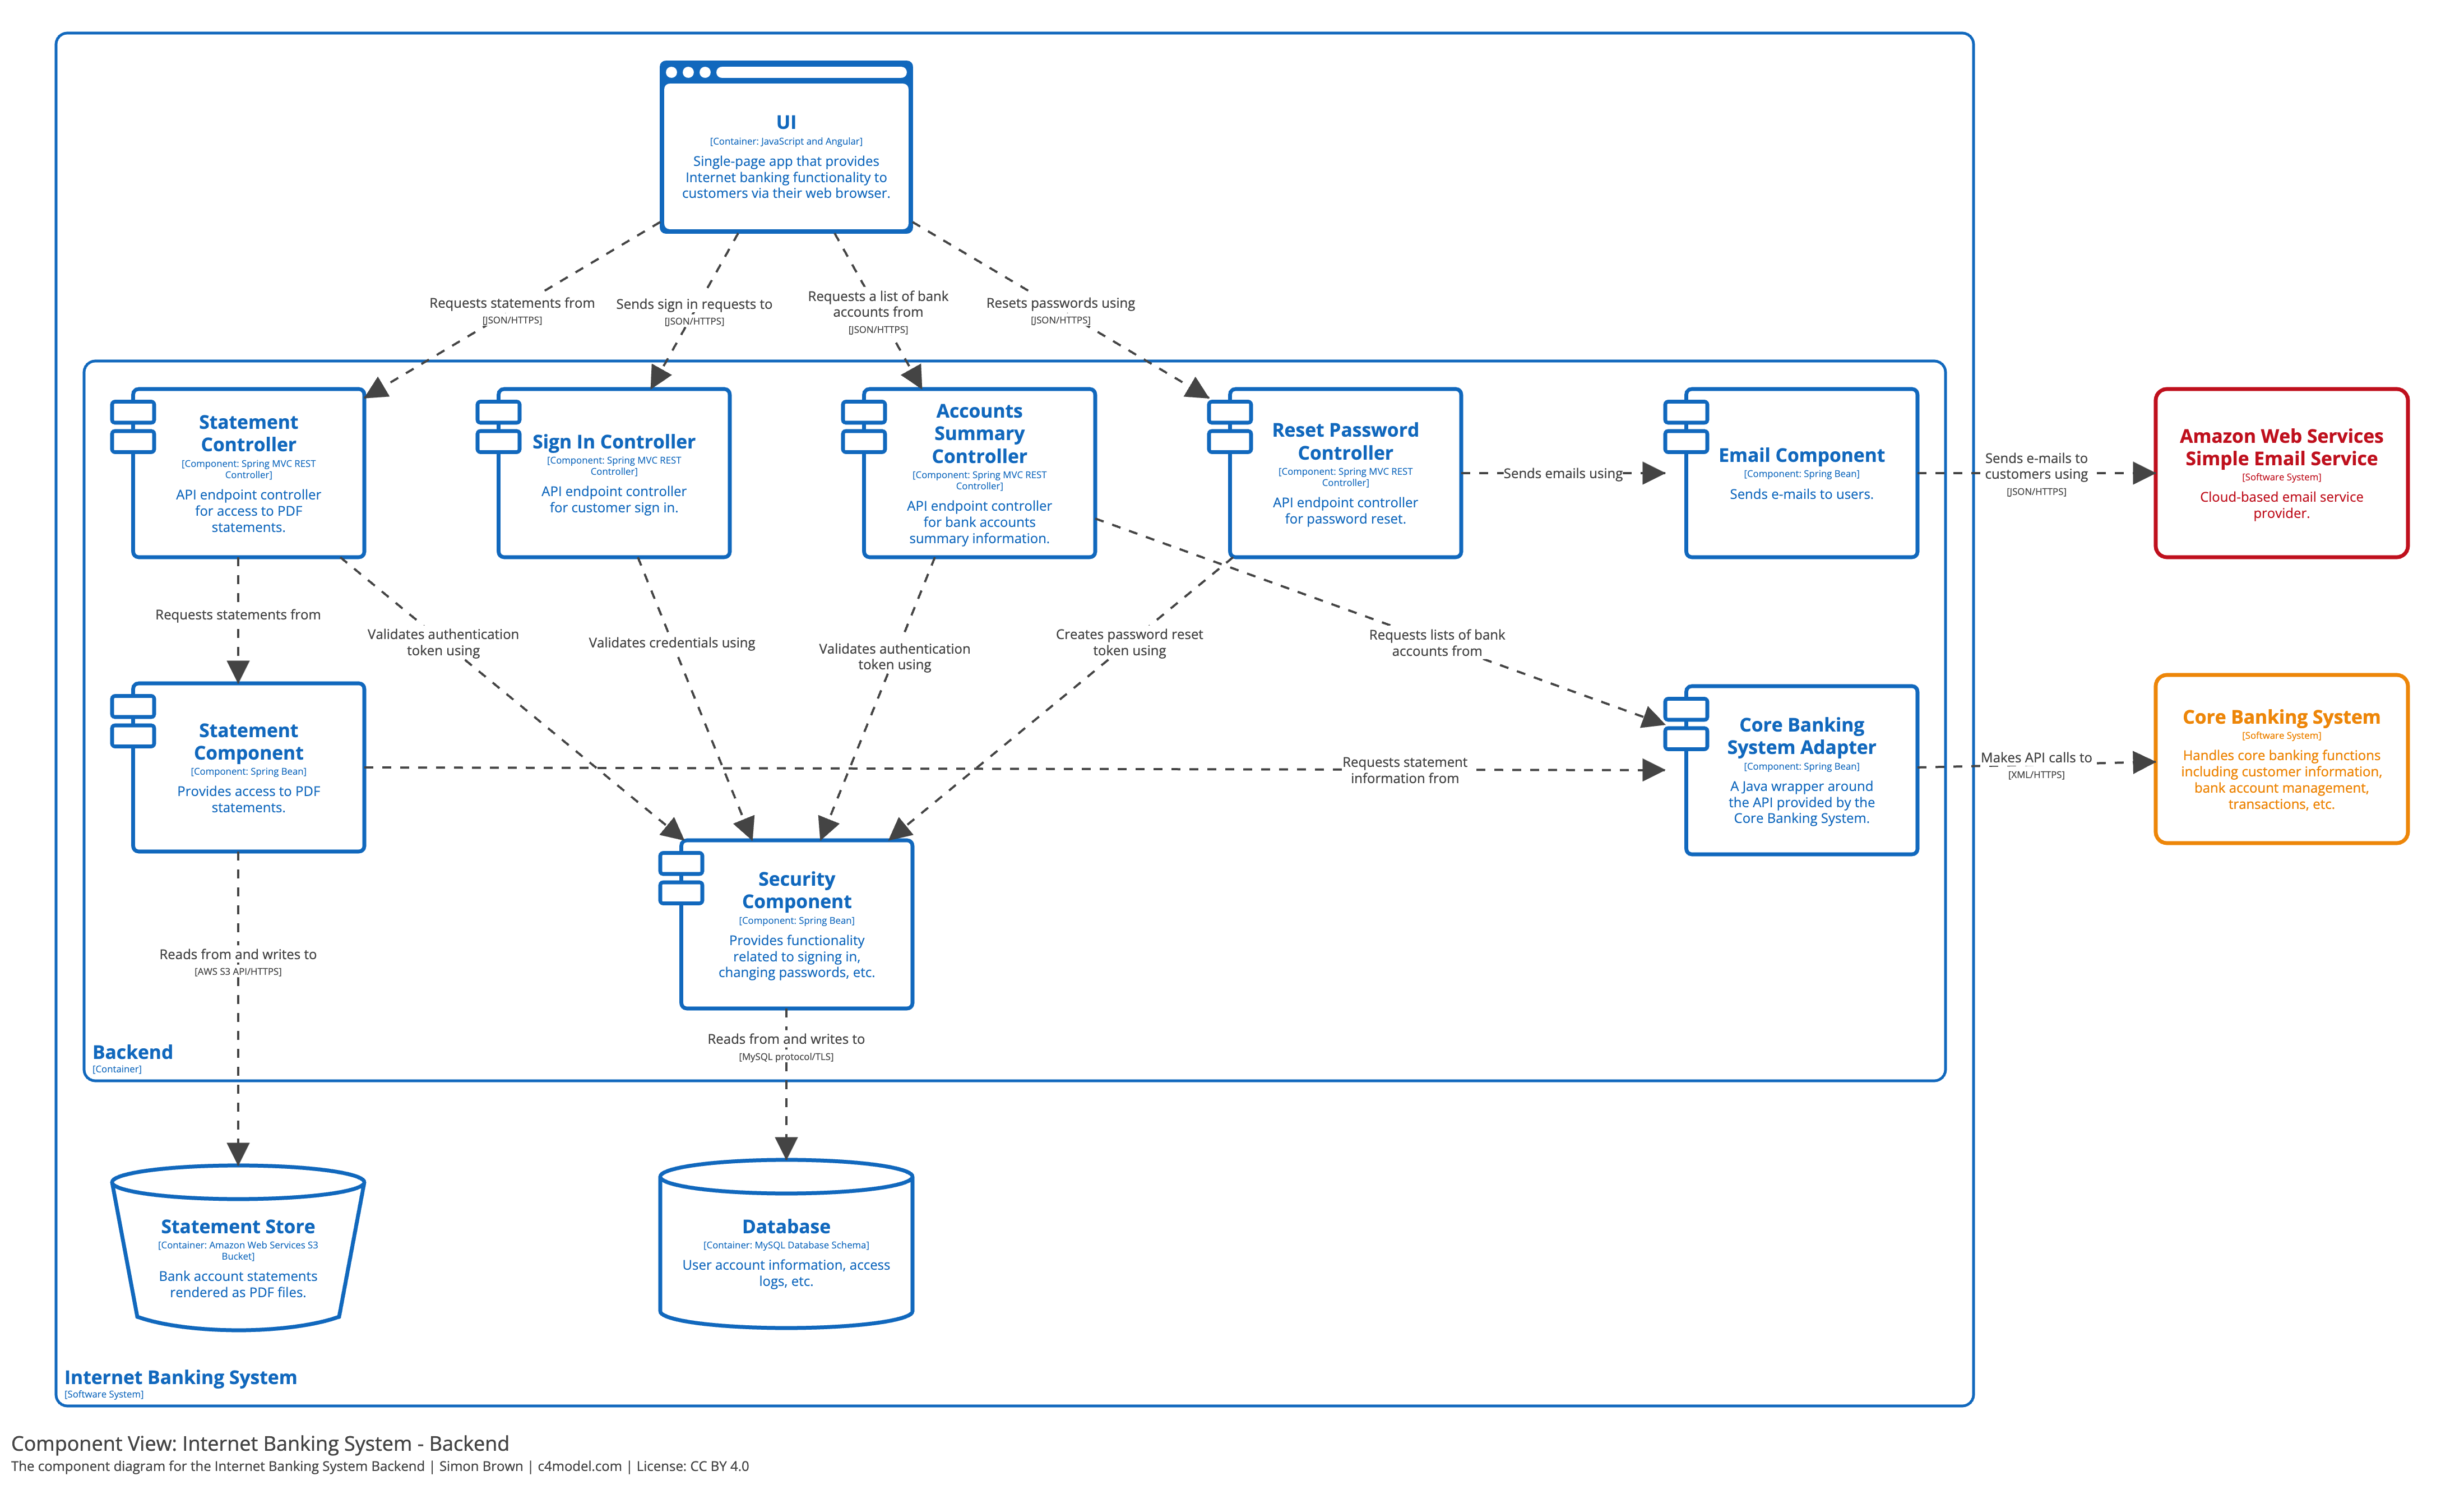 UI
[Container: JavaScript and Angular]
Single-page app that provides
Internet banking functionality to
customers via their web browser.
Requests statements from
[JSON/HTTPS]
Sends sign in requests to
[JSON/HTTPS]
Requests a list of bank
accounts from
[JSON/HTTPS]
Resets passwords using
[JSON/HTTPS]
Statement
Controller
[Component: Spring MVC REST
Controller]
API endpoint controller
for access to PDF
statements.
Sign In Controller
[Component: Spring MVC REST
Controller]
API endpoint controller
for customer sign in.
Accounts
Summary
Controller
[Component: Spring MVC REST
Controller]
API endpoint controller
for bank accounts
summary information.
Reset Password
Controller
[Component: Spring MVC REST
Controller]
API endpoint controller
for password reset.
Sends emails using
Email Component
[Component: Spring Bean]
Sends e-mails to users.
Sends e-mails to
customers using
[JSON/HTTPS]
Amazon Web Services
Simple Email Service
[Software System]
Cloud-based email service
provider.
Requests statements from
Validates authentication
token using
Validates credentials using
Validates authentication
token using
Creates password reset
token using
Requests lists of bank
accounts from
Statement
Component
[Component: Spring Bean]
Provides access to PDF
statements.
Requests statement
information from
Core Banking
System Adapter
[Component: Spring Bean]
A Java wrapper around
the API provided by the
Core Banking System.
Makes API calls to
[XML/HTTPS]
Core Banking System
[Software System]
Handles core banking functions
including customer information,
bank account management,
transactions, etc.
Security
Component
[Component: Spring Bean]
Provides functionality
related to signing in,
changing passwords, etc.
Reads from and writes to
[AWS S3 API/HTTPS]
Reads from and writes to
[MySQL protocol/TLS]
Backend
[Container]
Statement Store
[Container: Amazon Web Services S3
Bucket]
Bank account statements
rendered as PDF files.
Database
[Container: MySQL Database Schema]
User account information, access
logs, etc.
Internet Banking System
[Software System]
Component View: Internet Banking System - Backend
The component diagram for the Internet Banking System Backend | Simon Brown | c4model.com | License: CC BY 4.0